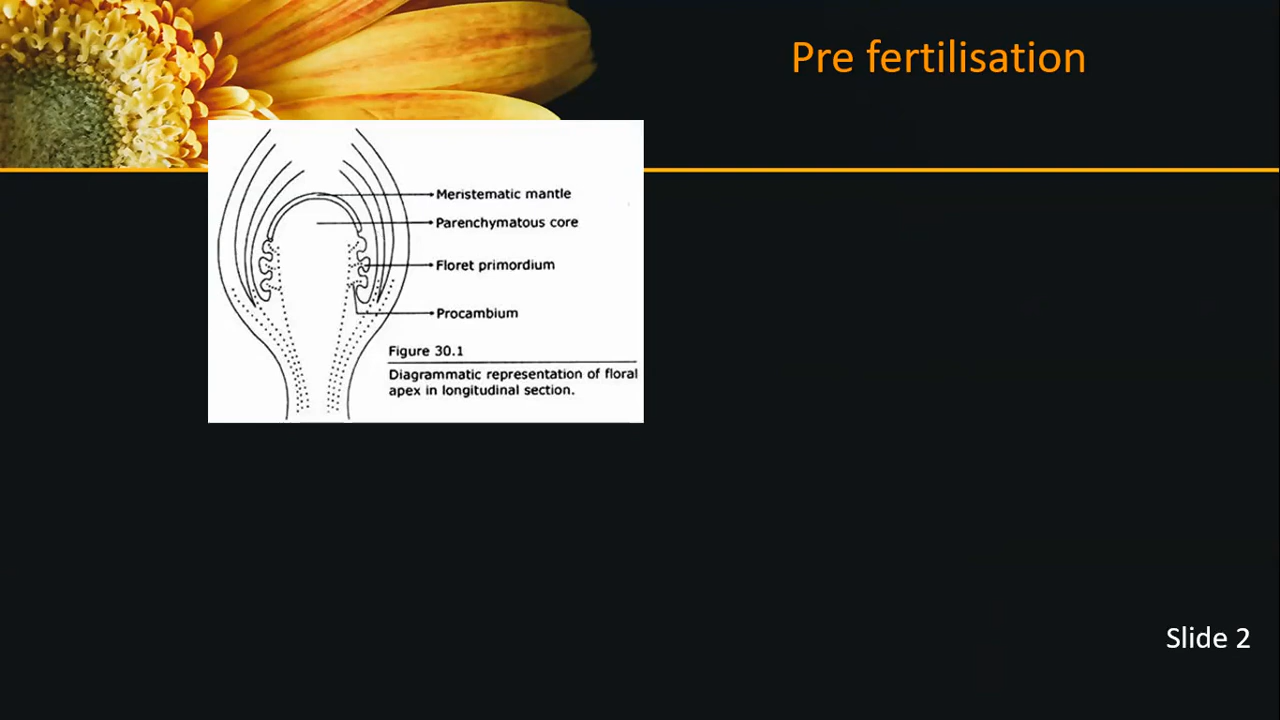 Pre fertilisation
Meristematic mantle
Parenchymatous core
Floret primordium
Procambium
Figure 30.1
Diagrammatic representation of floral
apex in longitudinal section.
Slide 2